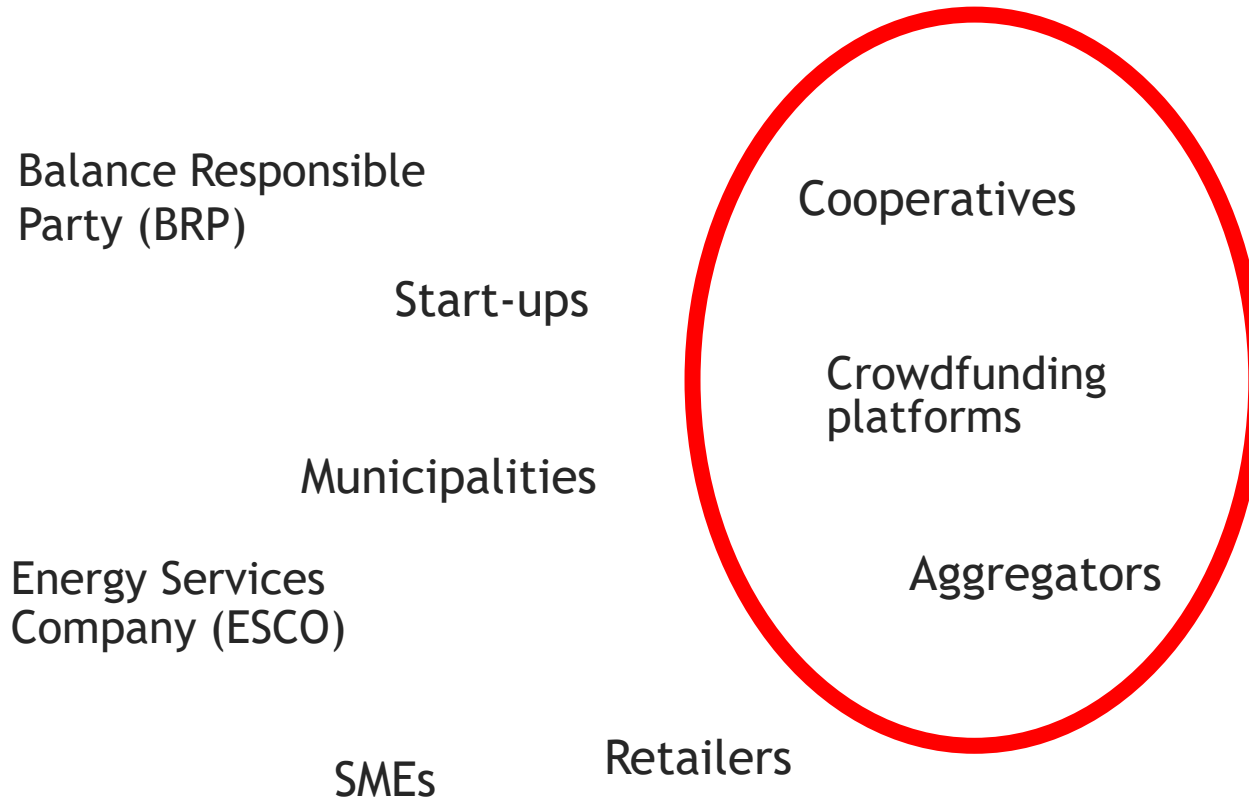 Balance Responsible
Party (BRP)
Cooperatives
Start-ups
Crowdfunding
platforms
Municipalities
Energy Services
Company (ESCO)
Aggregators
Retailers
SMEs